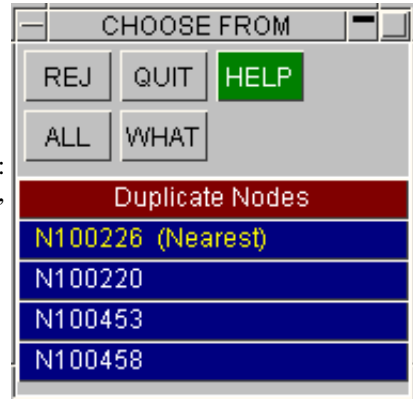 CHOOSE FROM
REJ QUIT HELP
ALL WHAT
:
,
Duplicate Nodes
N100226 (Nearest)
N100220
N100453
N100458